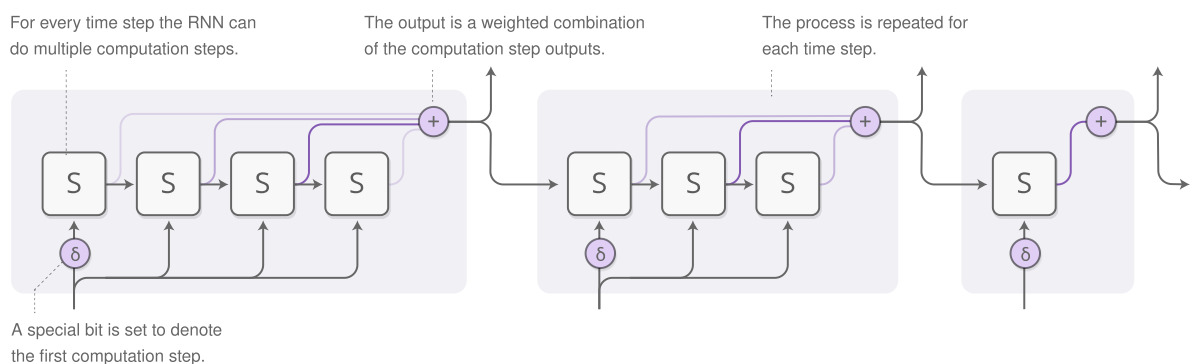 For every time step the RNN can
do multiple computation steps.
The output is a weighted combination
of the computation step outputs.
The process is repeated for
each time step.
+
+
+
S
S
S
S
S
S
S
S
δ
δ
δ
A special bit is set to denote
the first computation step.